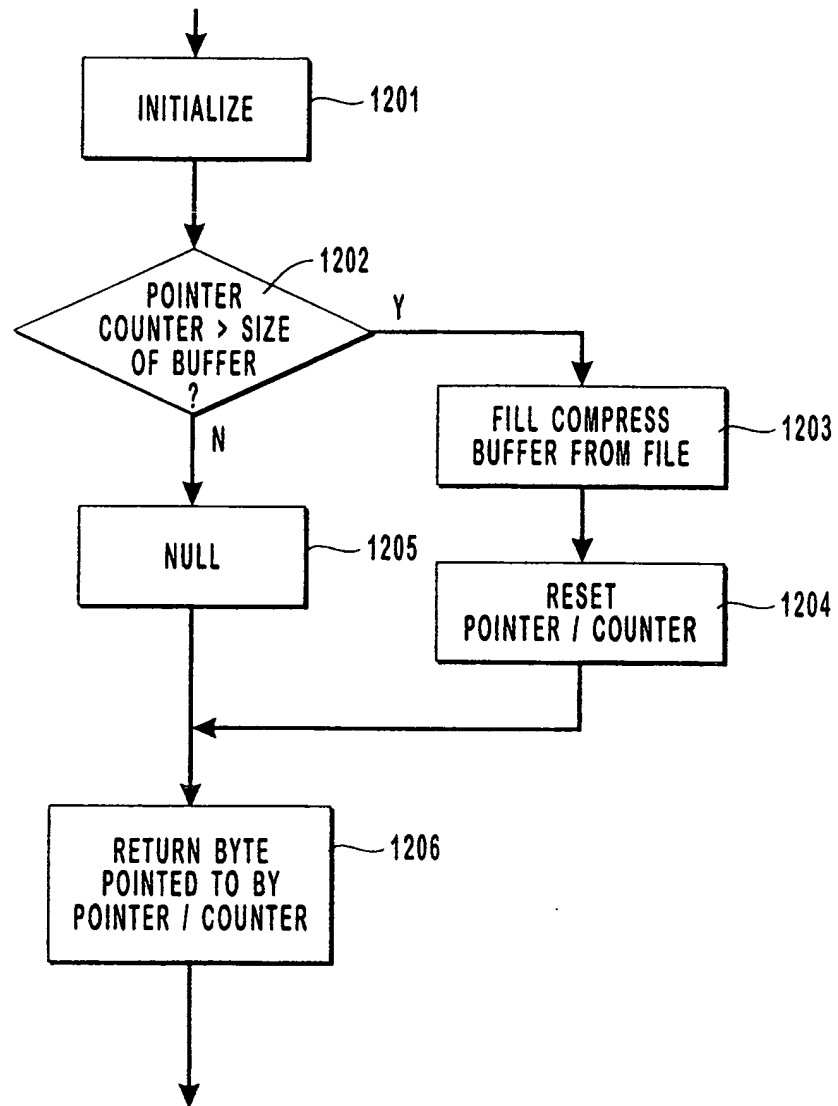 INITIALIZE
1201
1202
POINTER
COUNTER > SIZE
OF BUFFER
?
Y
N
FILL COMPRESS
BUFFER FROM FILE
1203
NULL
1205
RESET
POINTER / COUNTER
1204
RETURN BYTE
POINTED TO BY
POINTER / COUNTER
1206